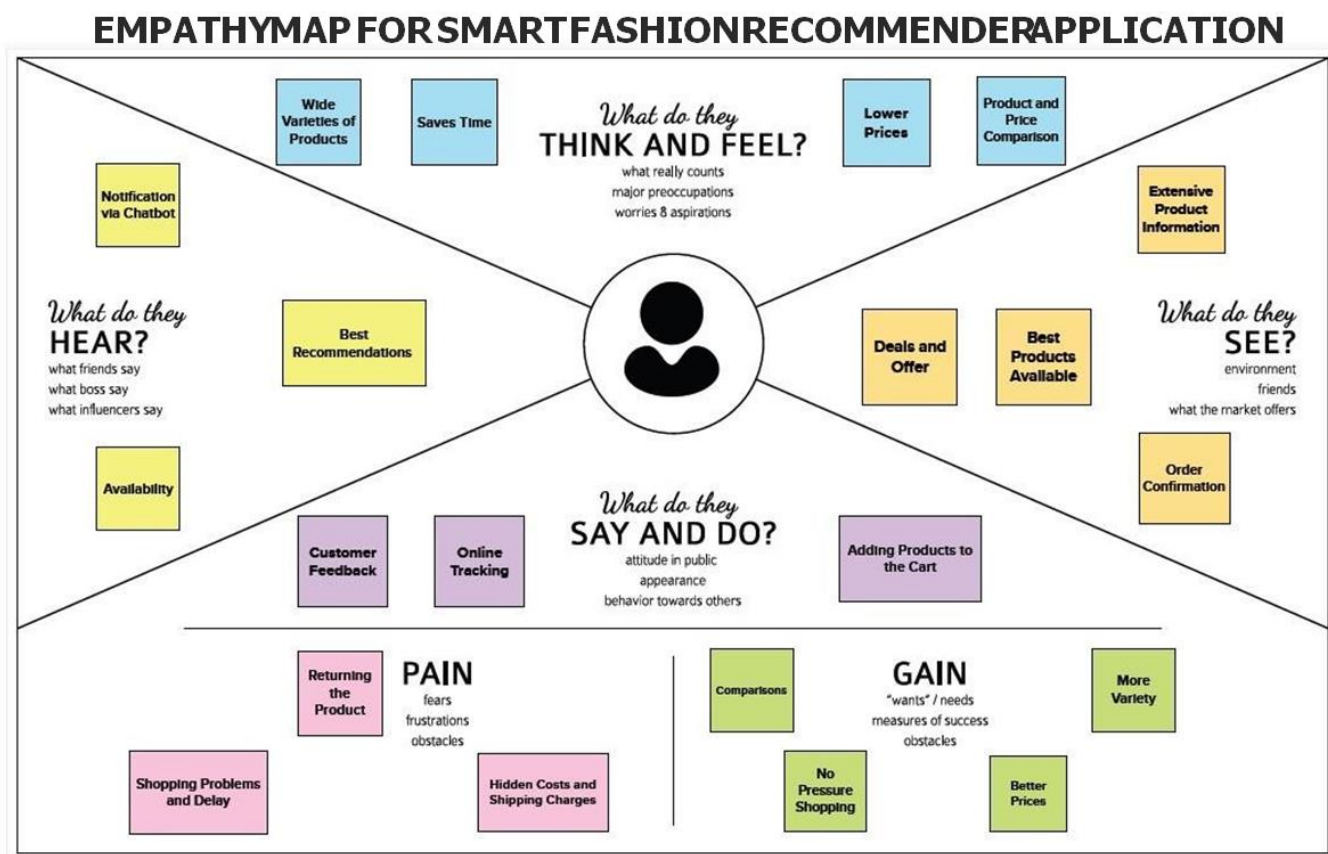 EMPATHYMAP FOR SMARTFASHIONRECOMMENDERAPPLICATION
Wide
Varieties of
Products
Saves Time
What do they
THINK AND FEEL?
what really counts
major preoccupations
worries & aspirations
Lower
Prices
Product and
Price
Comparison
Notification
via Chatbot
What do they
HEAR?
what friends say
what boss say
what influencers say
Best
Recommendations
Availability
Extensive
Product
Information
Deals and
Offer
Best
Products
Available
What do they
SEE?
environment
friends
what the market offers
Order
Confirmation
Customer
Feedback
Online
Tracking
What do they
SAY AND DO?
attitude in public
appearance
behavior towards others
Adding Products to
the Cart
Returning
the
Product
PAIN
fears
frustrations
obstacles
Shopping Problems
and Delay
Hidden Costs and
Shipping Charges
Comparisons
GAIN
"wants" / needs
measures of success
obstacles
More
Variety
No
Pressure
Shopping
Better
Prices